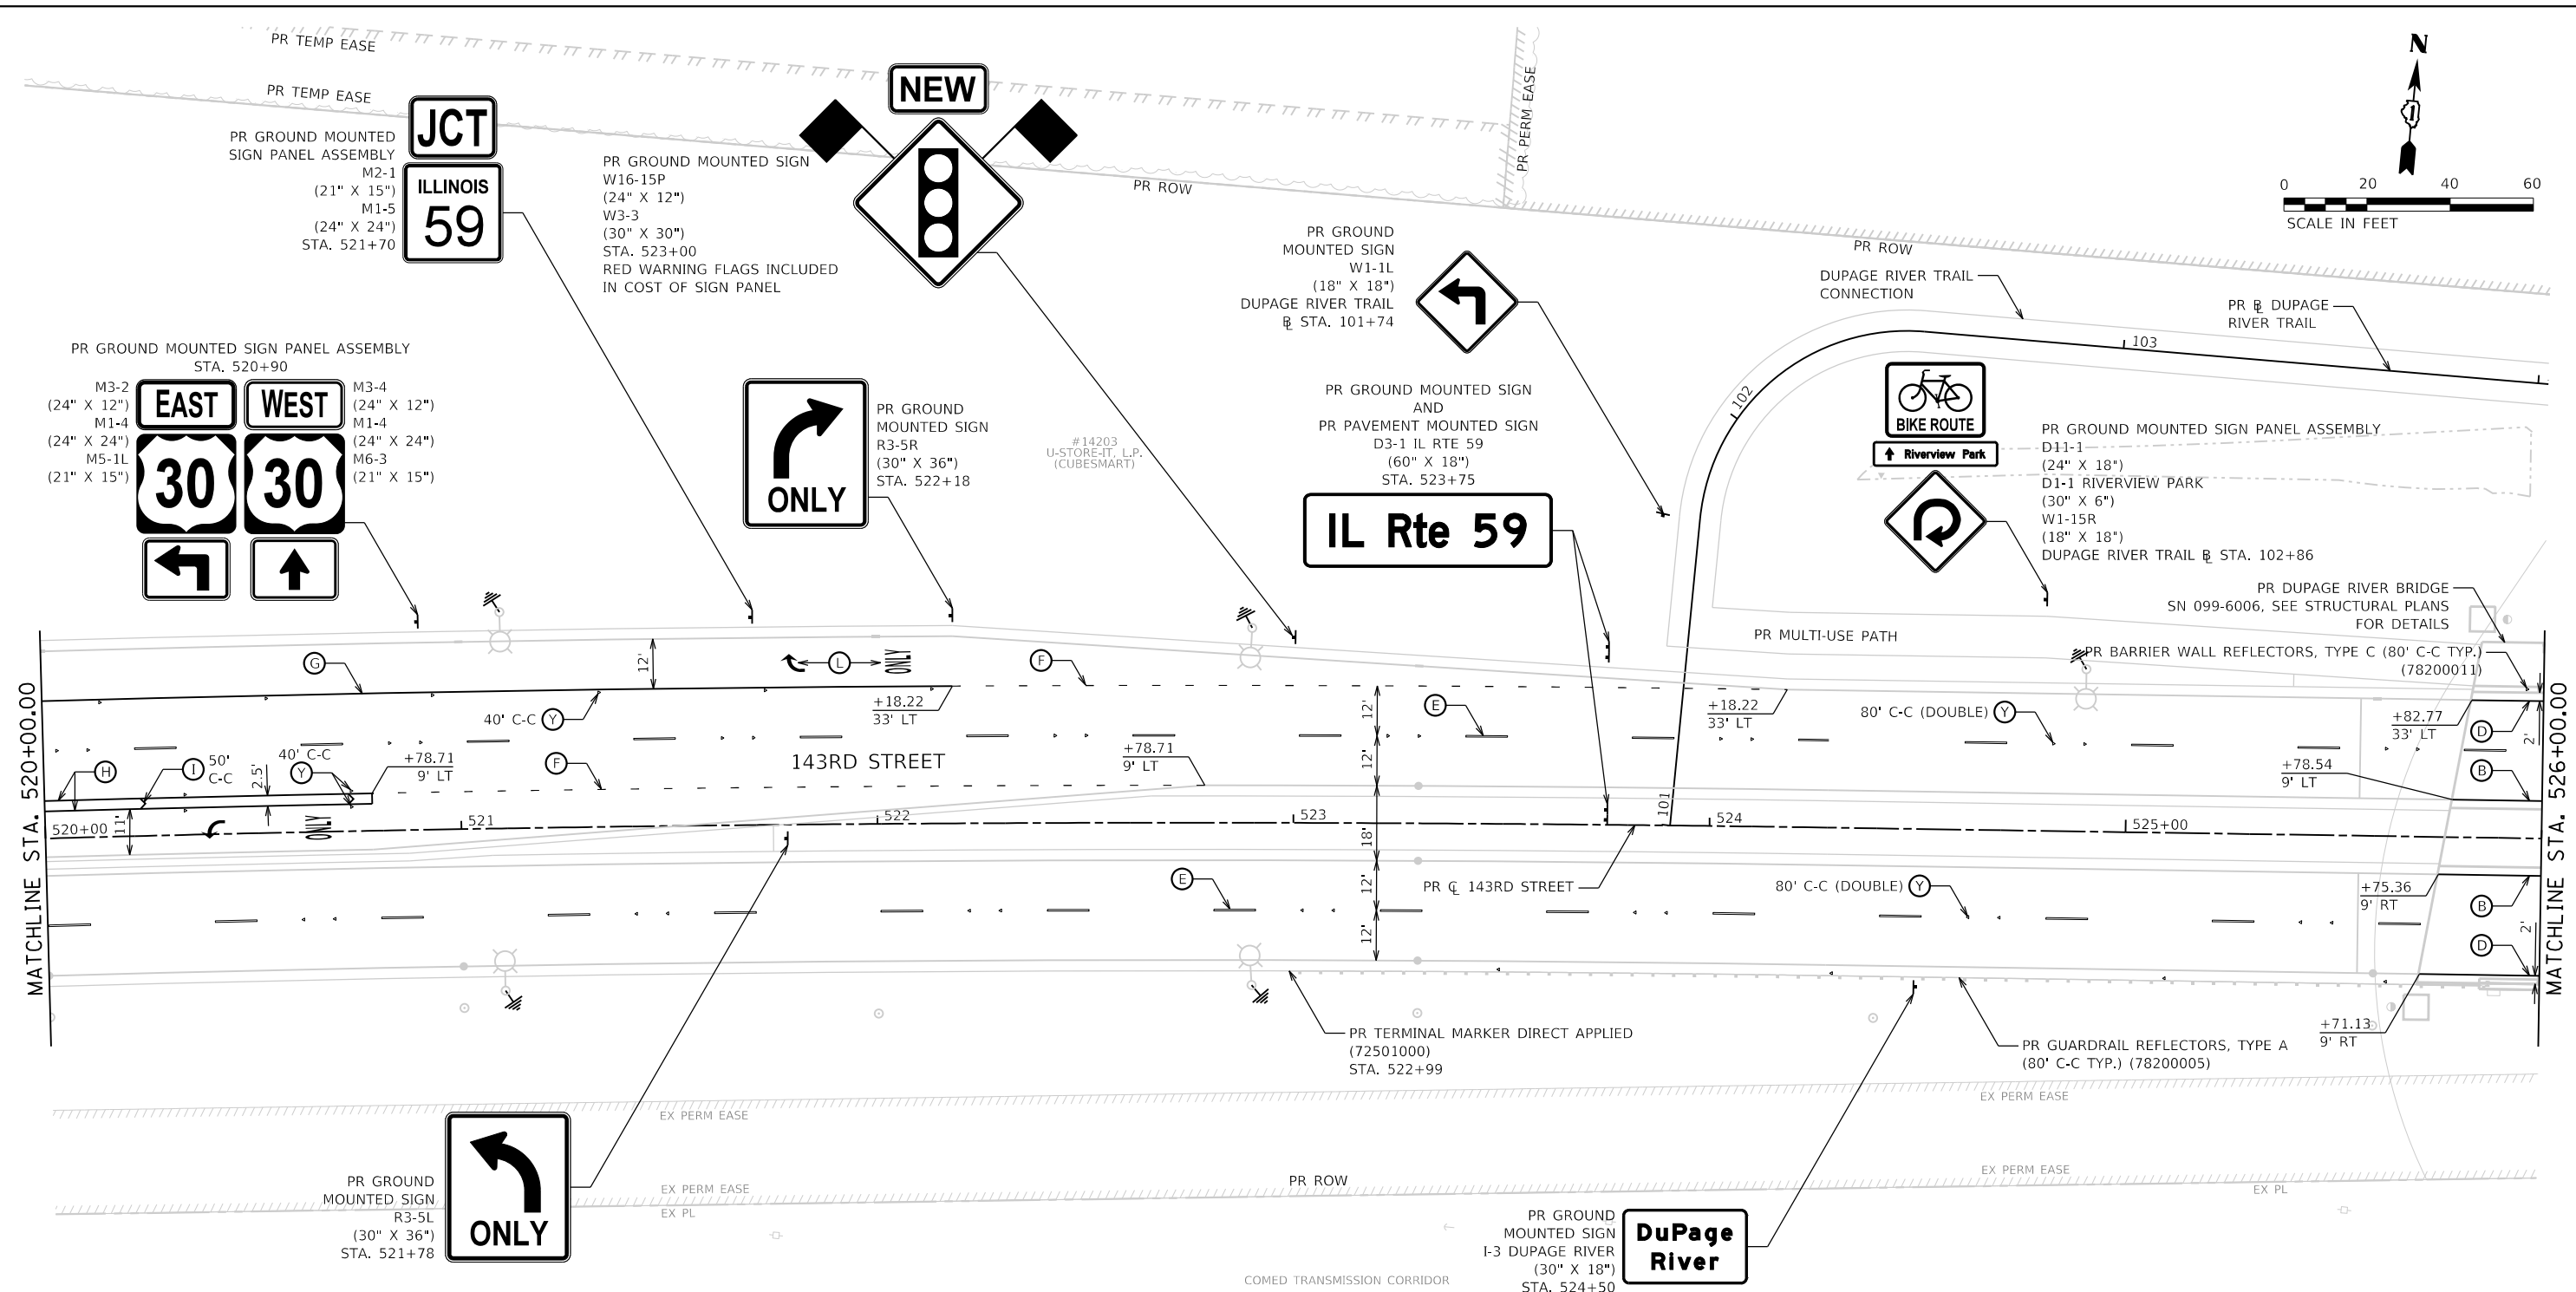 PR TEMP EASE
PR TEMP EASE
PR GROUND MOUNTED
SIGN PANEL ASSEMBLY
M2-1
(21" X 15")
M1-5
(24" X 24")
STA. 521+70
JCT
ILLINOIS
59
PR GROUND MOUNTED SIGN
W16-15P
(24" X 12")
W3-3
(30" X 30")
STA. 523+00
RED WARNING FLAGS INCLUDED
IN COST OF SIGN PANEL
NEW
PR ROW
PR PERM EASE
N
1
0 20 40 60
SCALE IN FEET
PR GROUND
MOUNTED SIGN
W1-1L
(18" X 18")
DUPAGE RIVER TRAIL
BL STA. 101+74
PR ROW
DUPAGE RIVER TRAIL
CONNECTION
PR BL DUPAGE
RIVER TRAIL
103
102
101
PR GROUND MOUNTED SIGN PANEL ASSEMBLY
STA. 520+90
M3-2
(24" X 12")
M1-4
(24" X 24")
M5-1L
(21" X 15")
EAST
30
WEST
30
M3-4
(24" X 12")
M1-4
(24" X 24")
M6-3
(21" X 15")
ONLY
PR GROUND
MOUNTED SIGN
R3-5R
(30" X 36")
STA. 522+18
#14203
U-STORE-IT, L.P.
(CUBESMART)
PR GROUND MOUNTED SIGN
AND
PR PAVEMENT MOUNTED SIGN
D3-1 IL RTE 59
(60" X 18")
STA. 523+75
IL Rte 59
BIKE ROUTE
Riverview Park
PR GROUND MOUNTED SIGN PANEL ASSEMBLY
D11-1
(24" X 18")
D1-1 RIVERVIEW PARK
(30" X 6")
W1-15R
(18" X 18")
DUPAGE RIVER TRAIL BL STA. 102+86
PR DUPAGE RIVER BRIDGE
SN 099-6006, SEE STRUCTURAL PLANS
FOR DETAILS
PR MULTI-USE PATH
PR BARRIER WALL REFLECTORS, TYPE C (80' C-C TYP.)
(78200011)
MATCHLINE STA. 520+00.00
G
12'
L
ONLY
F
40' C-C Y
+18.22
33' LT
12'
E
+18.22
33' LT
80' C-C (DOUBLE) Y
+82.77
33' LT
D
2'
H
I 50'
C-C
40' C-C
Y
2.5'
+78.71
9' LT
F
143RD STREET
+78.71
9' LT
12'
+78.54
9' LT
B
520+00
11'
ONLY
521
522
523
524
525+00
18'
E
12'
PR CL 143RD STREET
80' C-C (DOUBLE) Y
+75.36
9' RT
B
12'
2'
D
MATCHLINE STA. 526+00.00
PR TERMINAL MARKER DIRECT APPLIED
(72501000)
STA. 522+99
+71.13
9' RT
PR GUARDRAIL REFLECTORS, TYPE A
(80' C-C TYP.) (78200005)
EX PERM EASE
EX PERM EASE
PR GROUND
MOUNTED SIGN
R3-5L
(30" X 36")
STA. 521+78
ONLY
EX PERM EASE
EX PL
PR ROW
EX PERM EASE
EX PL
PR GROUND
MOUNTED SIGN
I-3 DUPAGE RIVER
(30" X 18")
STA. 524+50
DuPage
River
COMED TRANSMISSION CORRIDOR